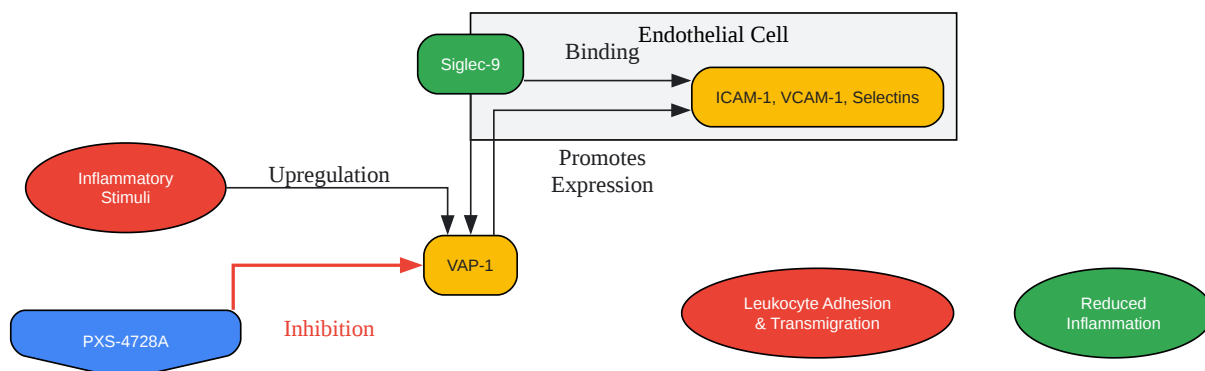 Endothelial Cell
Binding
Siglec-9
ICAM-1, VCAM-1, Selectins
Promotes
Expression
Upregulation
Inflammatory
Stimuli
VAP-1
Inhibition
PXS-4728A
Leukocyte Adhesion
& Transmigration
Reduced
Inflammation